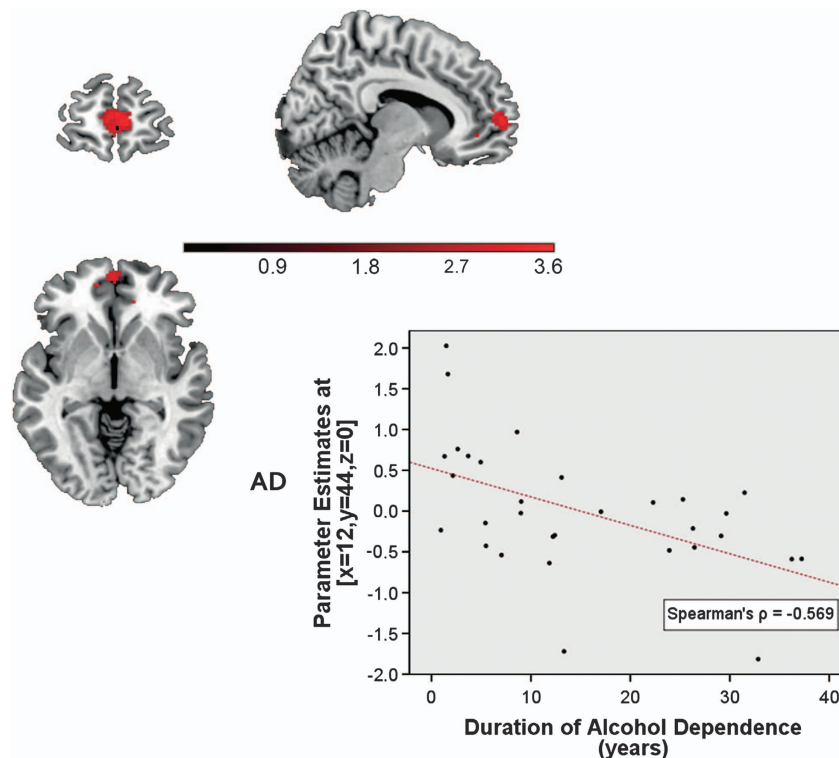 0.9 1.8 2.7 3.6
AD
Parameter Estimates at
[x=12,y=44,z=0]
2.0
1.5
1.0
0.5
0.0
-0.5
-1.0
-1.5
-2.0
Spearman's ρ = -0.569
0 10 20 30 40
Duration of Alcohol Dependence
(years)